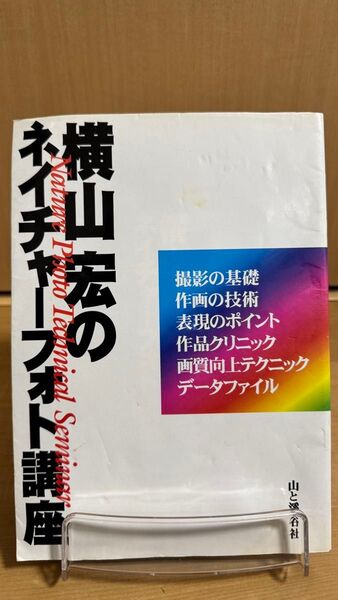 横山宏の
ネイチャーフォト講座
Nature Photo Technical Seminar.
撮影の基礎
作画の技術
表現のポイント
作品クリニック
画質向上テクニック
データファイル
山と溪谷社